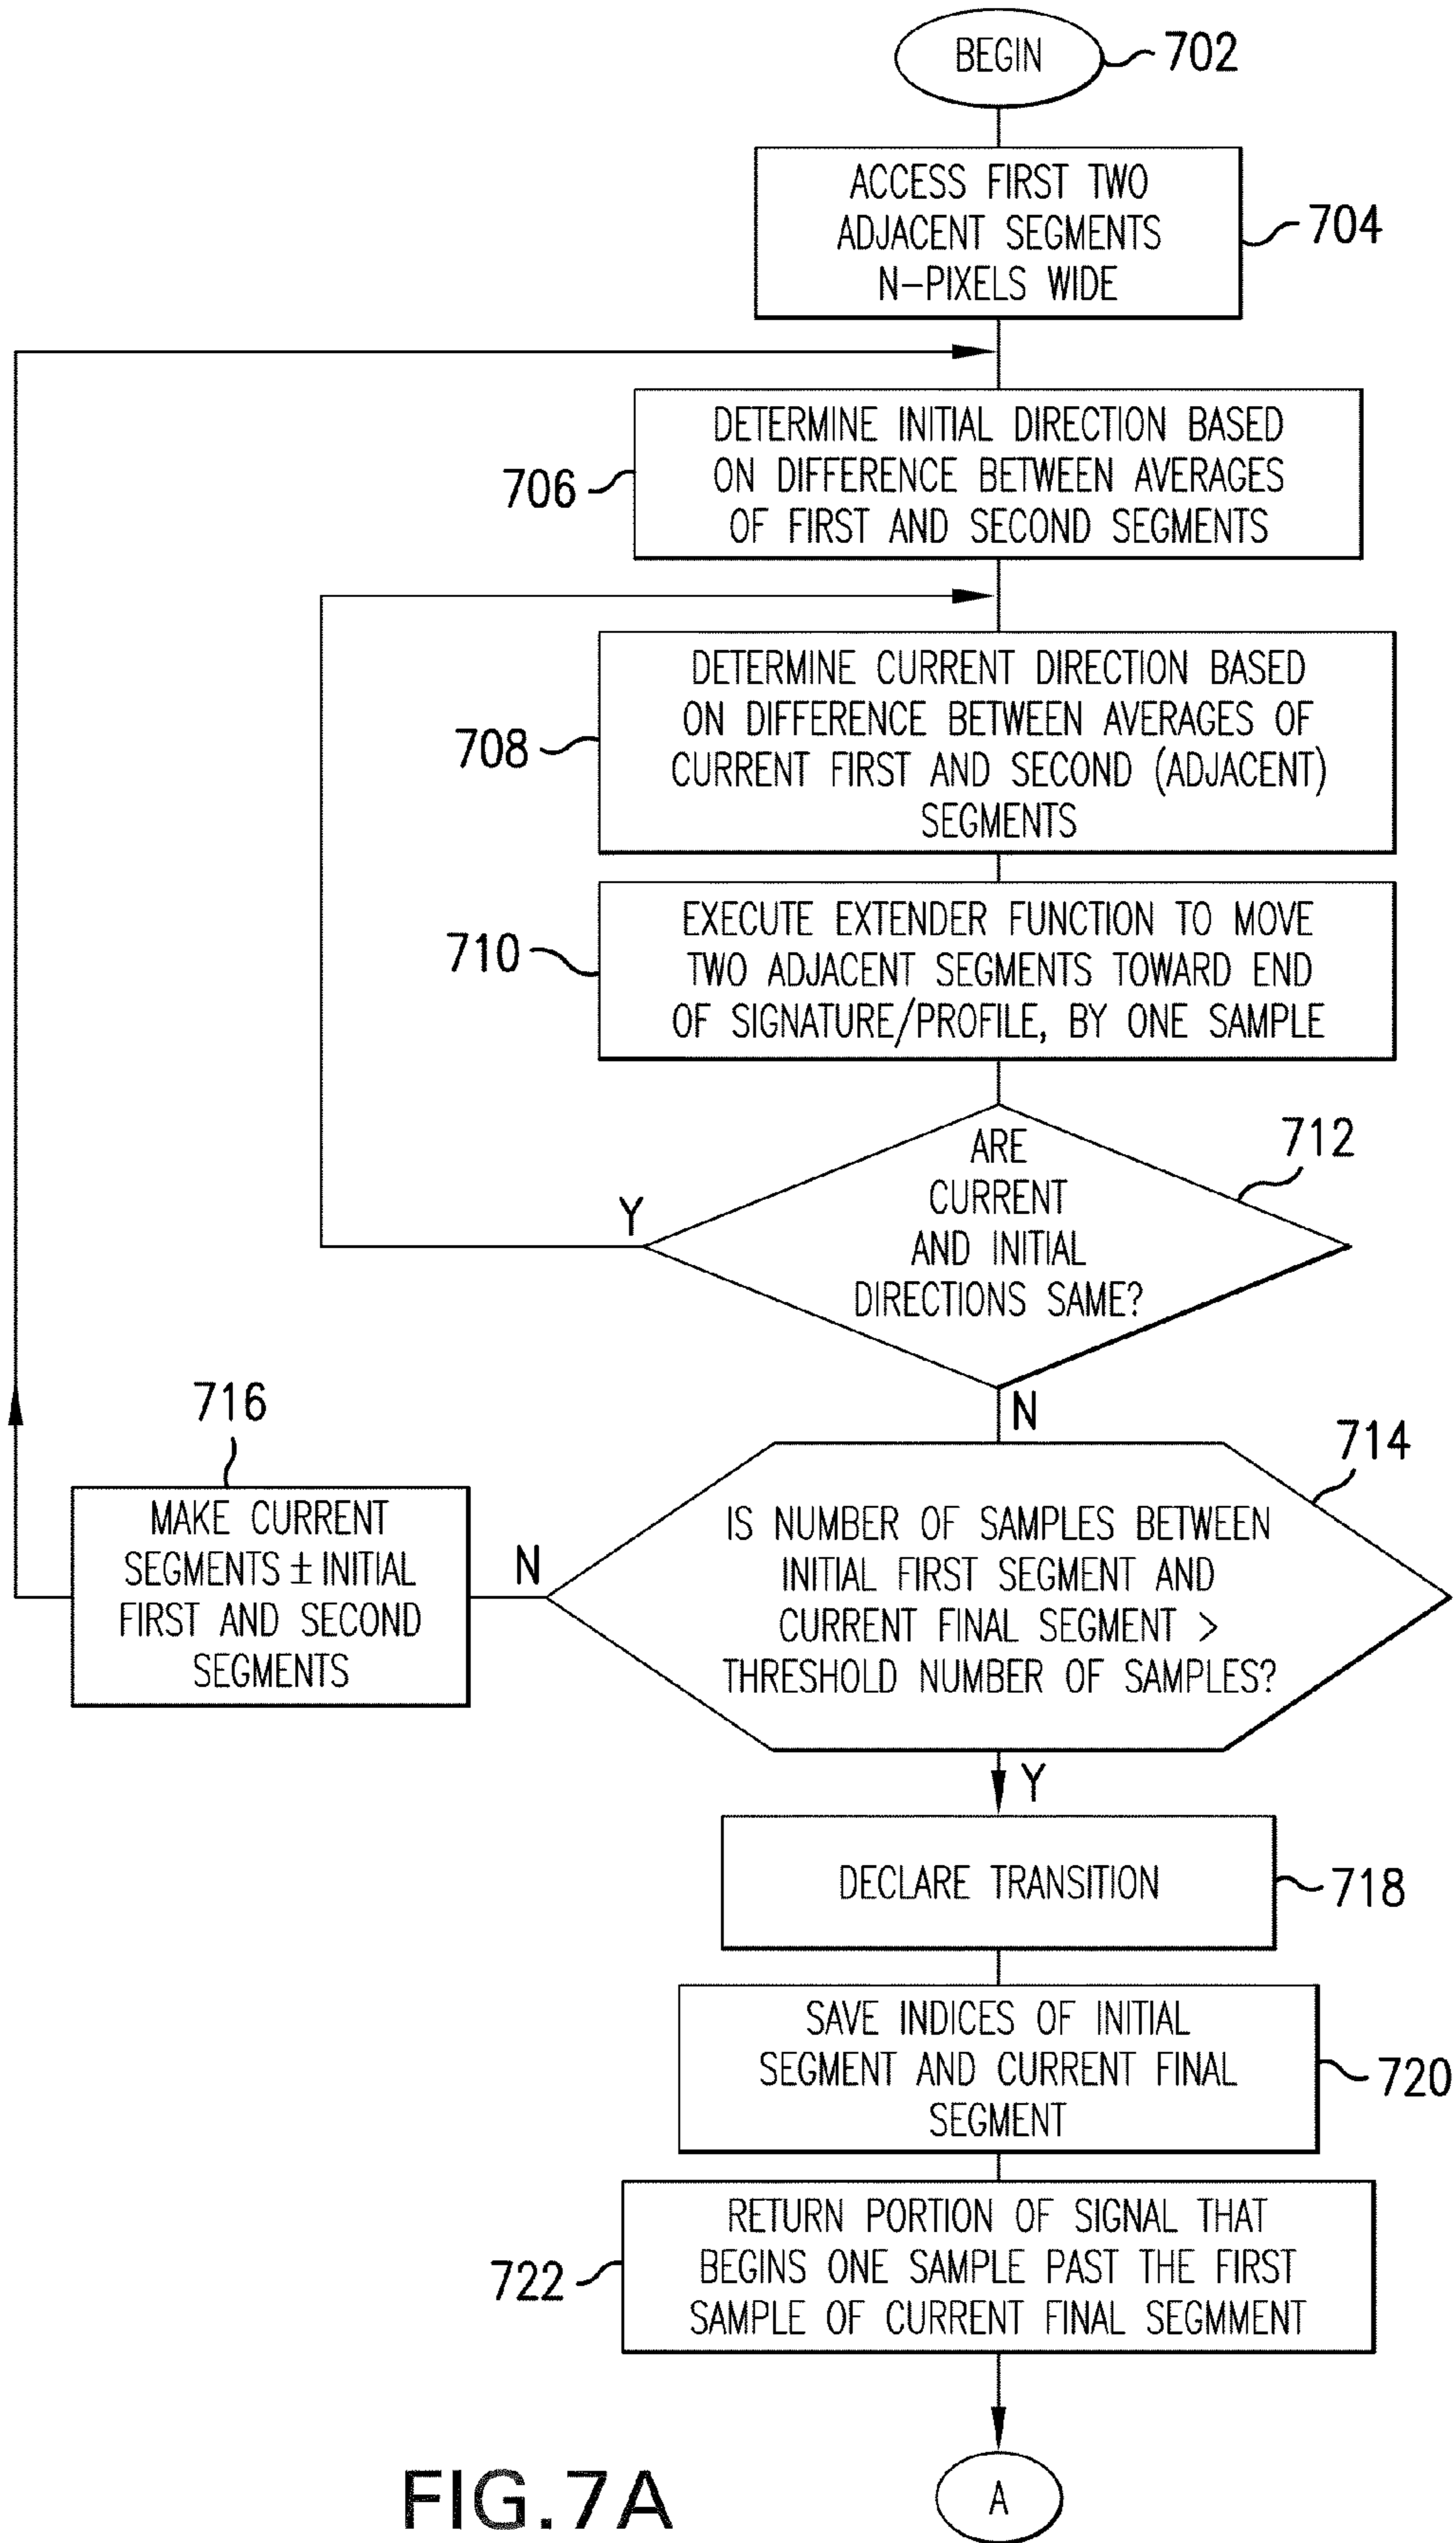 BEGIN
702
ACCESS FIRST TWO
ADJACENT SEGMENTS
N-PIXELS WIDE
704
DETERMINE INITIAL DIRECTION BASED
ON DIFFERENCE BETWEEN AVERAGES
OF FIRST AND SECOND SEGMENTS
706
DETERMINE CURRENT DIRECTION BASED
ON DIFFERENCE BETWEEN AVERAGES OF
CURRENT FIRST AND SECOND (ADJACENT)
SEGMENTS
708
EXECUTE EXTENDER FUNCTION TO MOVE
TWO ADJACENT SEGMENTS TOWARD END
OF SIGNATURE/PROFILE, BY ONE SAMPLE
710
ARE
CURRENT
AND INITIAL
DIRECTIONS SAME?
712
Y
N
716
MAKE CURRENT
SEGMENTS ± INITIAL
FIRST AND SECOND
SEGMENTS
N
714
IS NUMBER OF SAMPLES BETWEEN
INITIAL FIRST SEGMENT AND
CURRENT FINAL SEGMENT >
THRESHOLD NUMBER OF SAMPLES?
Y
DECLARE TRANSITION
718
SAVE INDICES OF INITIAL
SEGMENT AND CURRENT FINAL
SEGMENT
720
RETURN PORTION OF SIGNAL THAT
BEGINS ONE SAMPLE PAST THE FIRST
SAMPLE OF CURRENT FINAL SEGMMENT
722
A
FIG.7A